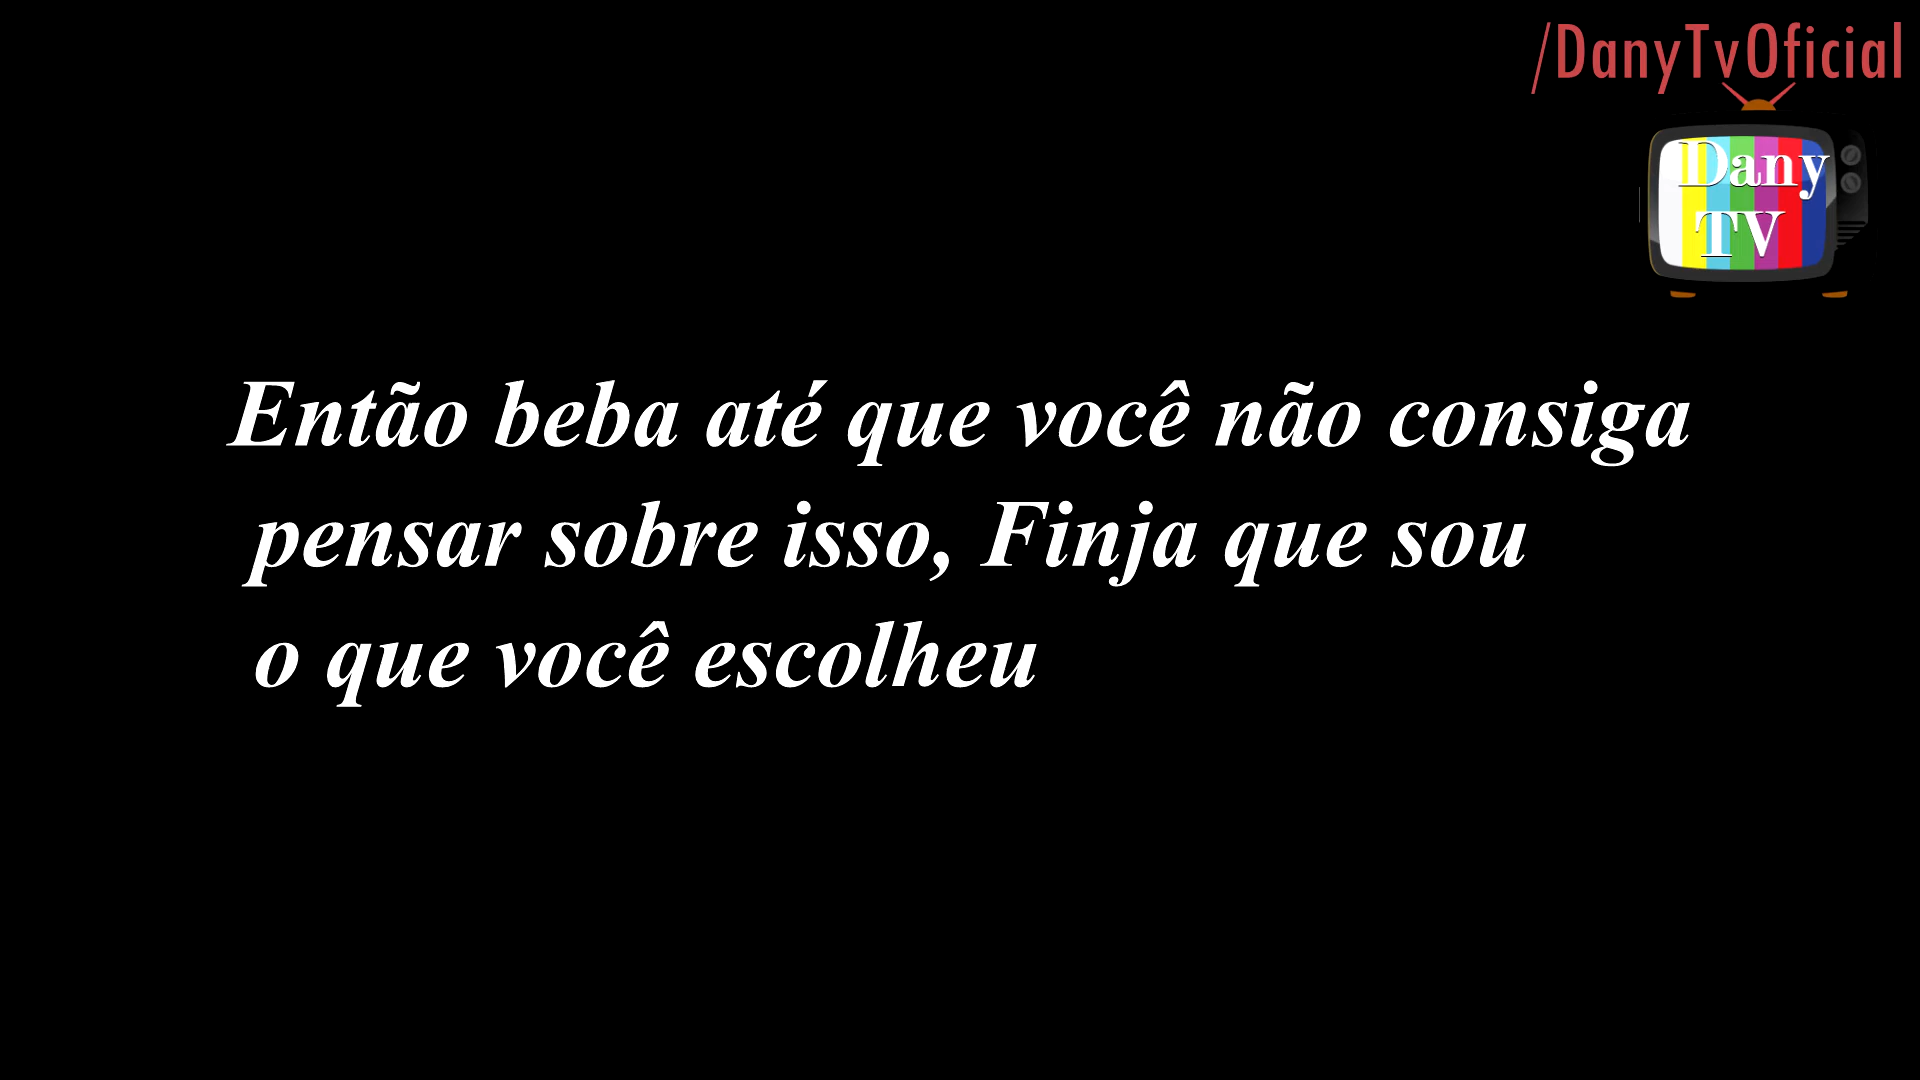 /DanyTvOficial
Dany
TV
Então beba até que você não consiga
pensar sobre isso, Finja que sou
o que você escolheu